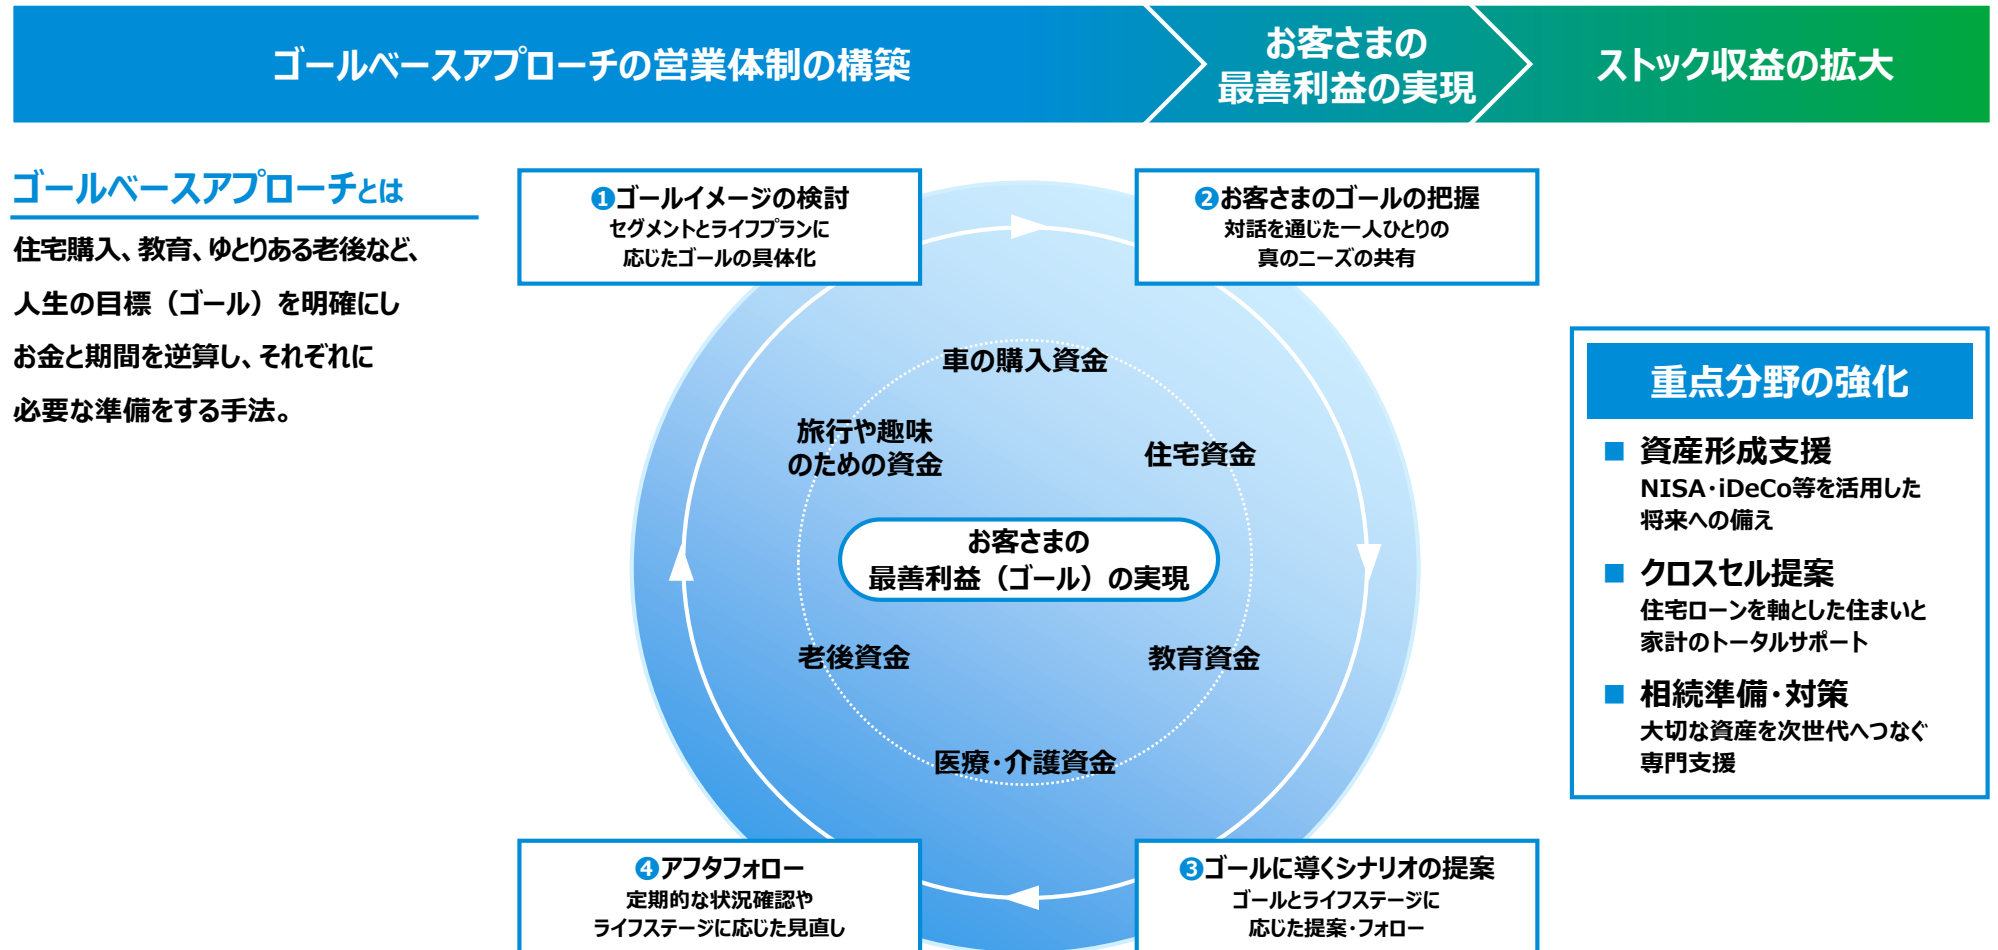 ゴールベースアプローチの営業体制の構築
お客さまの
最善利益の実現
ストック収益の拡大
ゴールベースアプローチとは
住宅購入、教育、ゆとりある老後など、
人生の目標（ゴール）を明確にし
お金と期間を逆算し、それぞれに
必要な準備をする手法。
❶ゴールイメージの検討
セグメントとライフプランに
応じたゴールの具体化
❷お客さまのゴールの把握
対話を通じた一人ひとりの
真のニーズの共有
車の購入資金
旅行や趣味
のための資金
住宅資金
お客さまの
最善利益（ゴール）の実現
老後資金
教育資金
医療・介護資金
❹アフタフォロー
定期的な状況確認や
ライフステージに応じた見直し
❸ゴールに導くシナリオの提案
ゴールとライフステージに
応じた提案・フォロー
重点分野の強化
■ 資産形成支援
NISA・iDeCo等を活用した
将来への備え
■ クロスセル提案
住宅ローンを軸とした住まいと
家計のトータルサポート
■ 相続準備・対策
大切な資産を次世代へつなぐ
専門支援